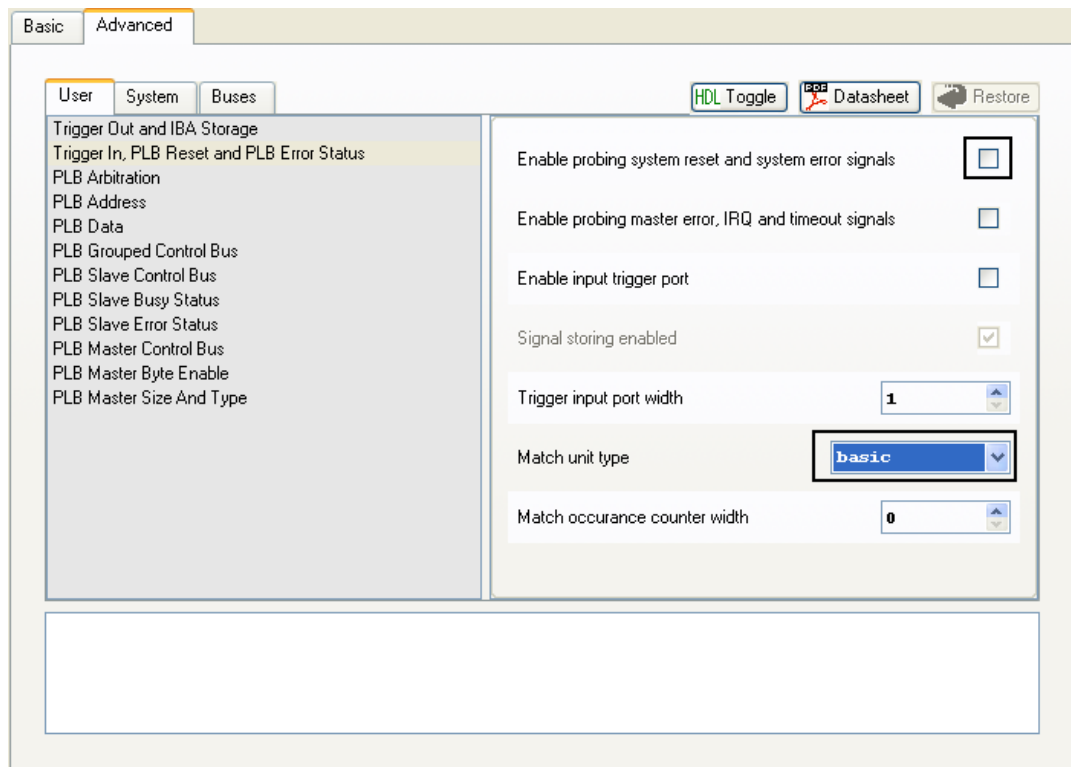 Basic Advanced
User System Buses HDL Toggle PDF Datasheet Restore
Trigger Out and IBA Storage
Trigger In, PLB Reset and PLB Error Status
PLB Arbitration
PLB Address
PLB Data
PLB Grouped Control Bus
PLB Slave Control Bus
PLB Slave Busy Status
PLB Slave Error Status
PLB Master Control Bus
PLB Master Byte Enable
PLB Master Size And Type
Enable probing system reset and system error signals
Enable probing master error, IRQ and timeout signals
Enable input trigger port
Signal storing enabled
Trigger input port width 1
Match unit type basic
Match occurance counter width 0